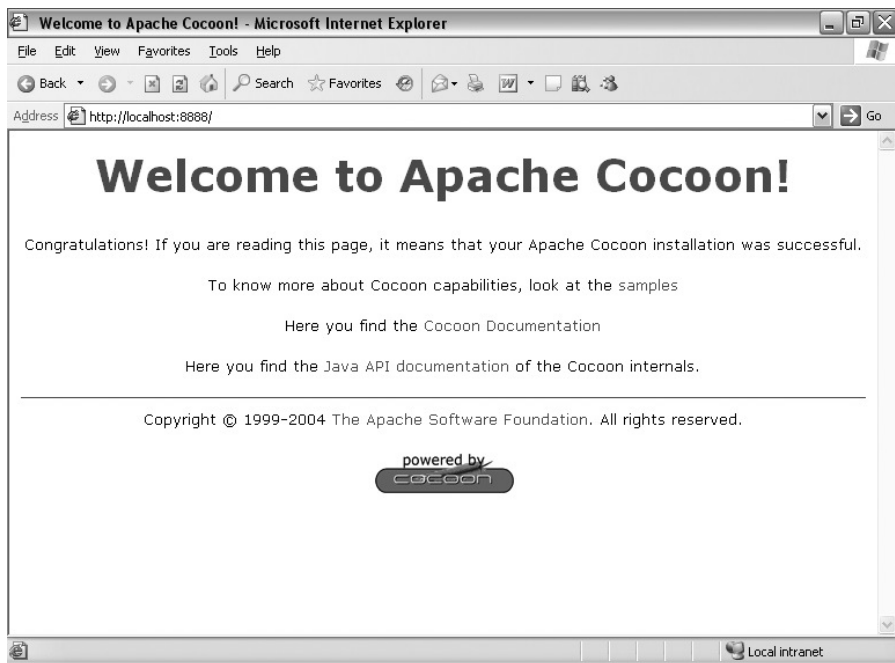 Welcome to Apache Cocoon! - Microsoft Internet Explorer
File Edit View Favorites Tools Help
Back Search Favorites
Address http://localhost:8888/ Go
Welcome to Apache Cocoon!
Congratulations! If you are reading this page, it means that your Apache Cocoon installation was successful.
To know more about Cocoon capabilities, look at the samples
Here you find the Cocoon Documentation
Here you find the Java API documentation of the Cocoon internals.
Copyright © 1999-2004 The Apache Software Foundation. All rights reserved.
powered by
cocoon
Local intranet